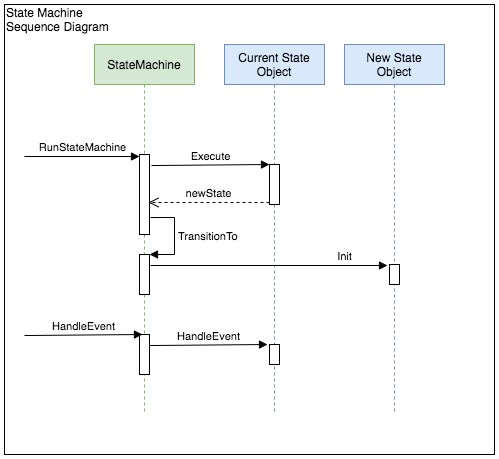 State Machine
Sequence Diagram
StateMachine
Current State
Object
New State
Object
RunStateMachine
Execute
newState
TransitionTo
Init
HandleEvent
HandleEvent